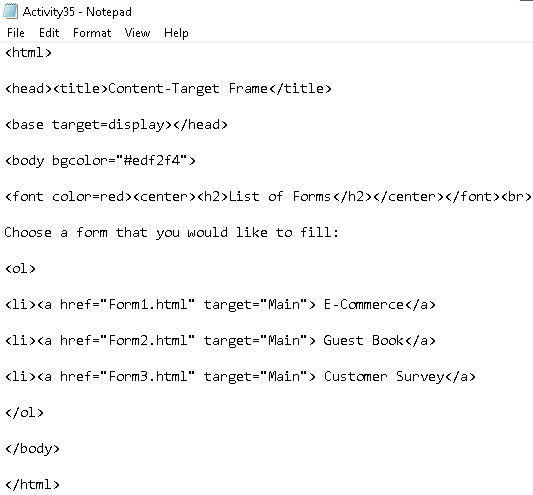 Activity35 - Notepad
File Edit Format View Help
<html>
<head><title>Content-Target Frame</title>
<base target=display></head>
<body bgcolor="#edf2f4">
<font color=red><center><h2>List of Forms</h2></center></font><br>
Choose a form that you would like to fill:
<ol>
<li><a href="Form1.html" target="Main"> E-Commerce</a>
<li><a href="Form2.html" target="Main"> Guest Book</a>
<li><a href="Form3.html" target="Main"> Customer Survey</a>
</ol>
</body>
</html>